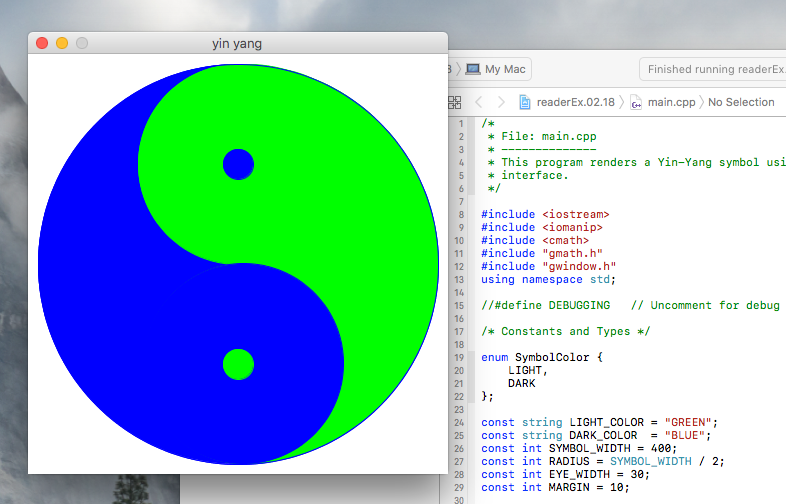 yin yang
My Mac
Finished running readerEx.
readerEx.02.18
main.cpp
No Selection
1 /*
2  * File: main.cpp
3  * --------------
4  * This program renders a Yin-Yang symbol usi
5  * interface.
6  */
7
8 #include <iostream>
9 #include <iomanip>
10 #include <cmath>
11 #include "gmath.h"
12 #include "gwindow.h"
13 using namespace std;
14
15 //#define DEBUGGING   // Uncomment for debug
16
17 /* Constants and Types */
18
19 enum SymbolColor {
20     LIGHT,
21     DARK
22 };
23
24 const string LIGHT_COLOR = "GREEN";
25 const string DARK_COLOR  = "BLUE";
26 const int SYMBOL_WIDTH = 400;
27 const int RADIUS = SYMBOL_WIDTH / 2;
28 const int EYE_WIDTH = 30;
29 const int MARGIN = 10;
30